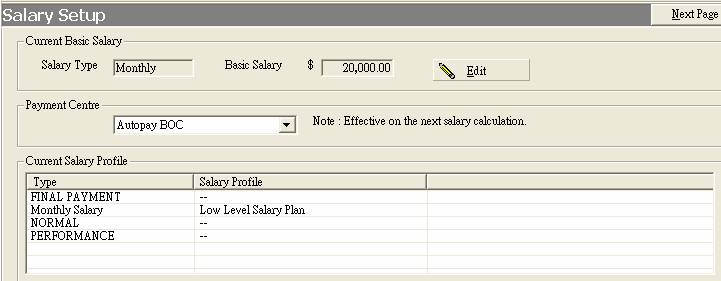 Salary Setup Next Page
Current Basic Salary
Salary Type Monthly Basic Salary $ 20,000.00 Edit
Payment Centre
Autopay BOC Note : Effective on the next salary calculation.
Current Salary Profile
Type Salary Profile
FINAL PAYMENT --
Monthly Salary Low Level Salary Plan
NORMAL --
PERFORMANCE --